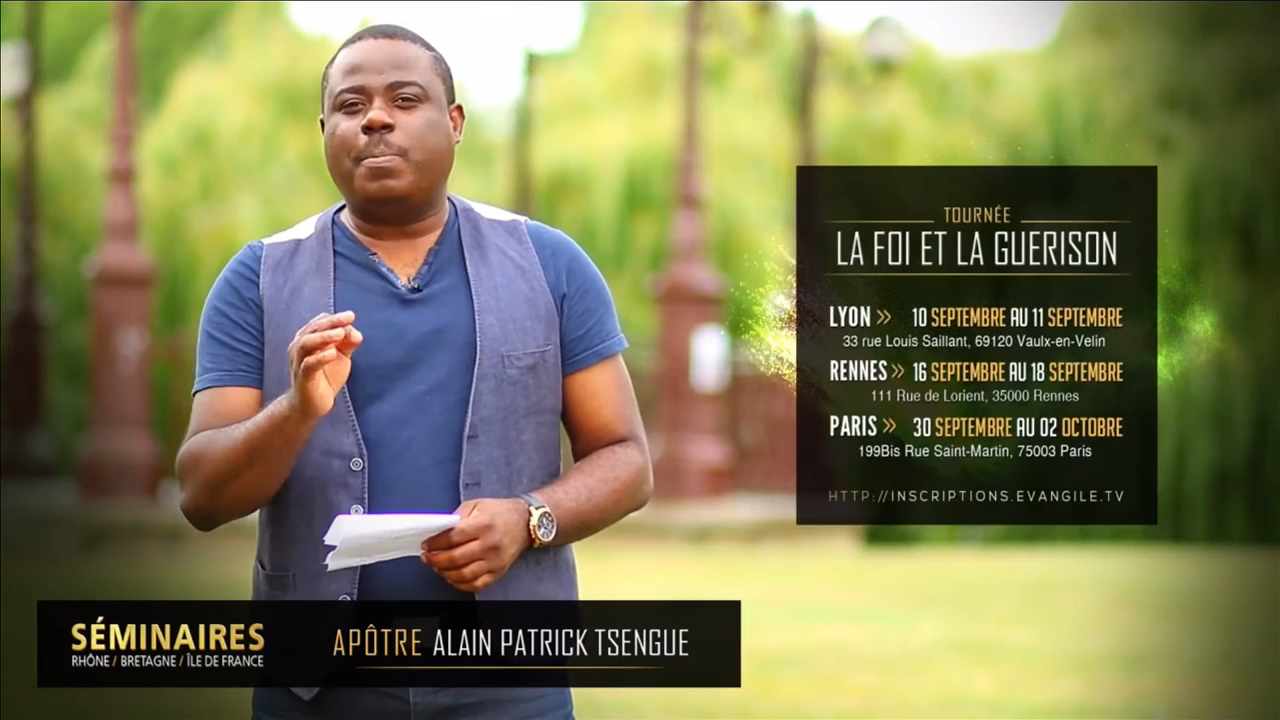 TOURNÉE
LA FOI ET LA GUERISON
LYON » 10 SEPTEMBRE AU 11 SEPTEMBRE
33 rue Louis Saillant, 69120 Vaulx-en-Velin
RENNES » 16 SEPTEMBRE AU 18 SEPTEMBRE
111 Rue de Lorient, 35000 Rennes
PARIS » 30 SEPTEMBRE AU 02 OCTOBRE
199Bis Rue Saint-Martin, 75003 Paris
HTTP://INSCRIPTIONS.EVANGILE.TV
SÉMINAIRES
RHÔNE / BRETAGNE / ÎLE DE FRANCE
APÔTRE ALAIN PATRICK TSENGUE